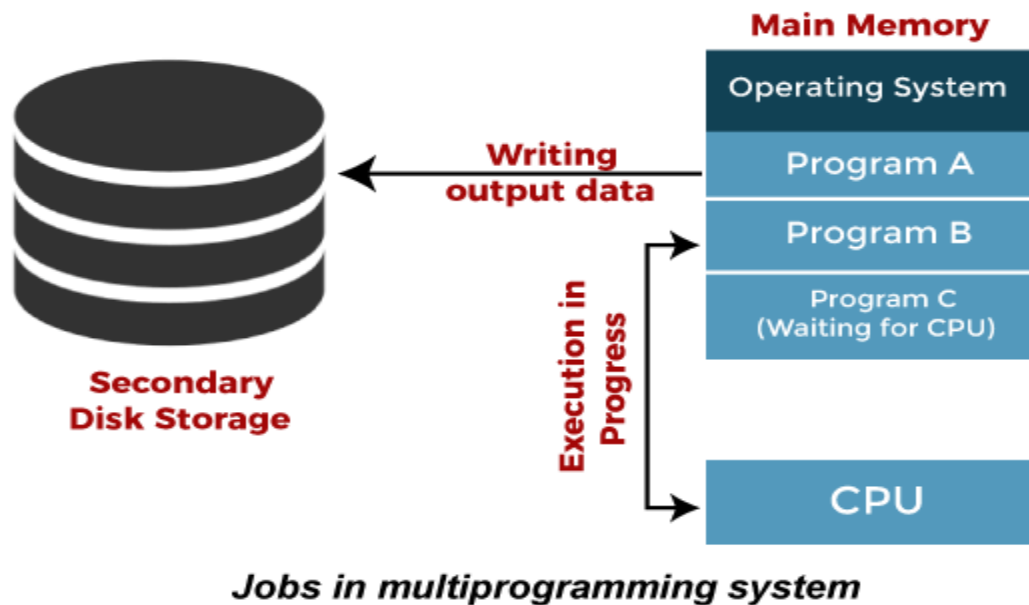 Main Memory
Operating System
Program A
Writing
output data
Program B
Program C
(Waiting for CPU)
Execution in
Progress
Secondary
Disk Storage
CPU
Jobs in multiprogramming system